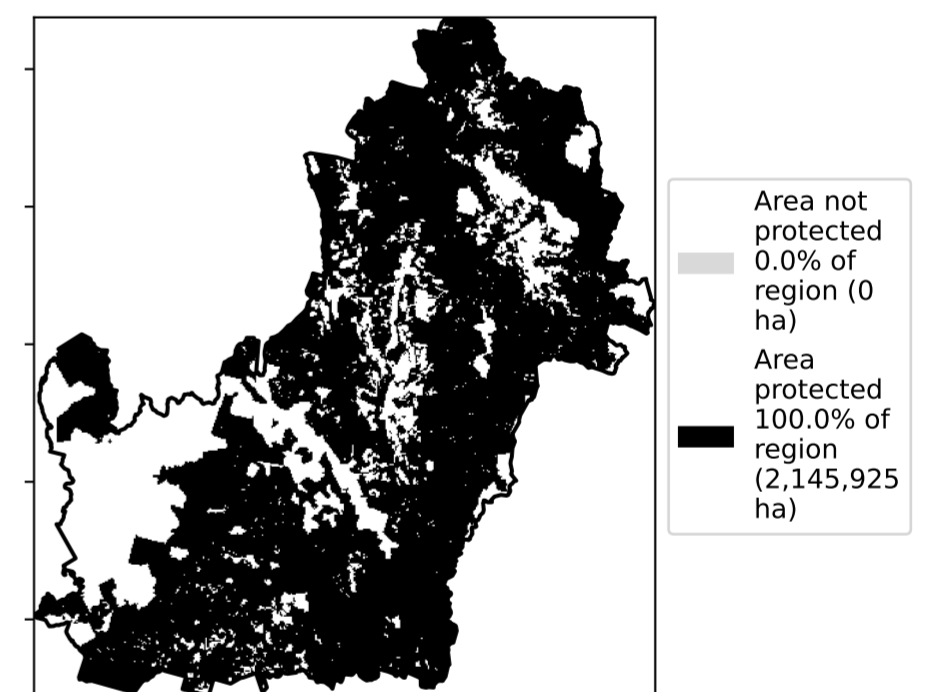 Area not
protected
0.0% of
region (0
ha)
Area
protected
100.0% of
region
(2,145,925
ha)